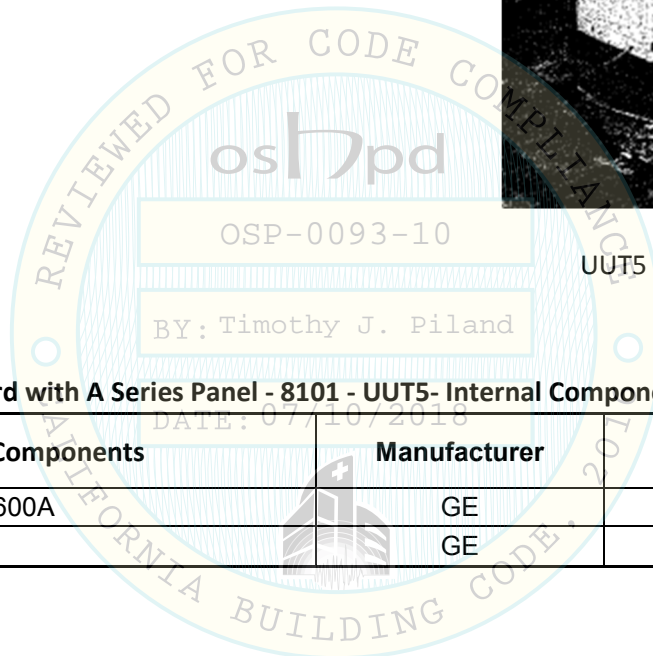 REVIEWED FOR CODE COMPLIANCE
oshpd
OSP-0093-10
UUT5
BY: Timothy J. Piland
rd with A Series Panel - 8101 - UUT5- Internal Compon
DATE: 07/10/2018
Components Manufacturer
600A GE
GE
CALIFORNIA BUILDING CODE, 2016